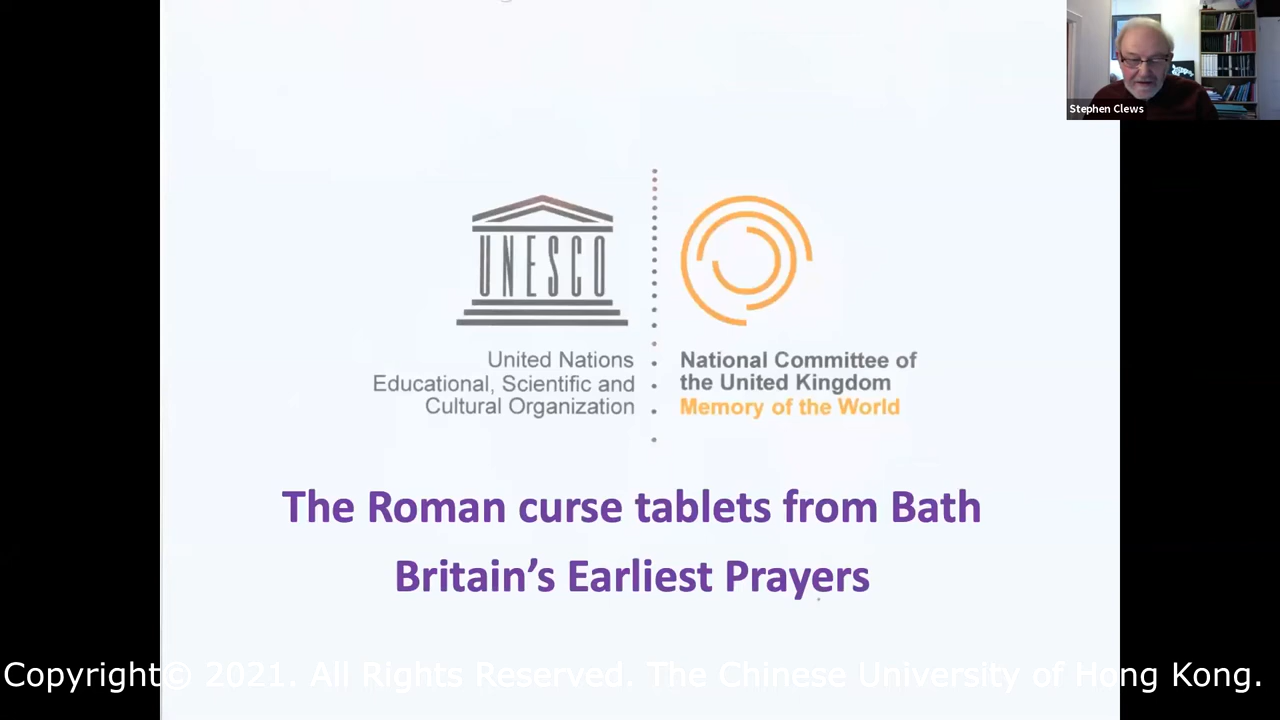 Stephen Clews
UNESCO
United Nations
Educational, Scientific and
Cultural Organization
National Committee of
the United Kingdom
Memory of the World
The Roman curse tablets from Bath
Britain’s Earliest Prayers
Copyright© 2021. All Rights Reserved. The Chinese University of Hong Kong.